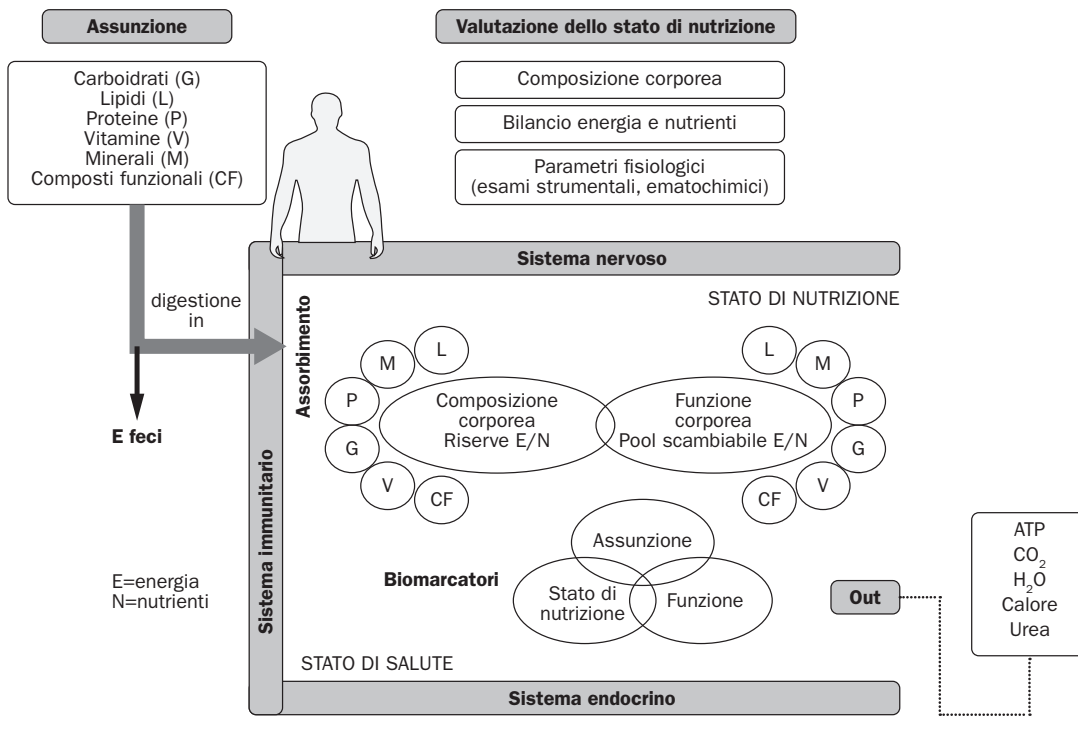 Assunzione
Carboidrati (G)
Lipidi (L)
Proteine (P)
Vitamine (V)
Minerali (M)
Composti funzionali (CF)
Valutazione dello stato di nutrizione
Composizione corporea
Bilancio energia e nutrienti
Parametri fisiologici
(esami strumentali, ematochimici)
Sistema nervoso
STATO DI NUTRIZIONE
digestione
in
E feci
Assorbimento
Sistema immunitario
L
M
P
G
V
CF
Composizione
corporea
Riserve E/N
Funzione
corporea
Pool scambiabile E/N
L
M
P
G
V
CF
Biomarcatori
Assunzione
Stato di
nutrizione
Funzione
E=energia
N=nutrienti
Out
ATP
CO₂
H₂O
Calore
Urea
STATO DI SALUTE
Sistema endocrino